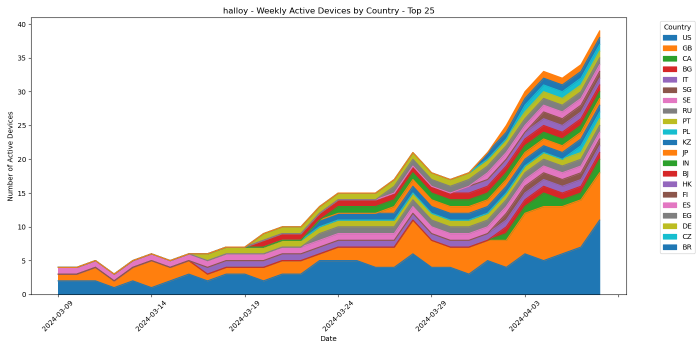 halloy - Weekly Active Devices by Country - Top 25
Number of Active Devices
40
35
30
25
20
15
10
5
0
2024-03-09
2024-03-14
2024-03-19
2024-03-24
2024-03-29
2024-04-03
Date
Country
US
GB
CA
BG
IT
SG
SE
RU
PT
PL
KZ
JP
IN
BJ
HK
FI
ES
EG
DE
CZ
BR